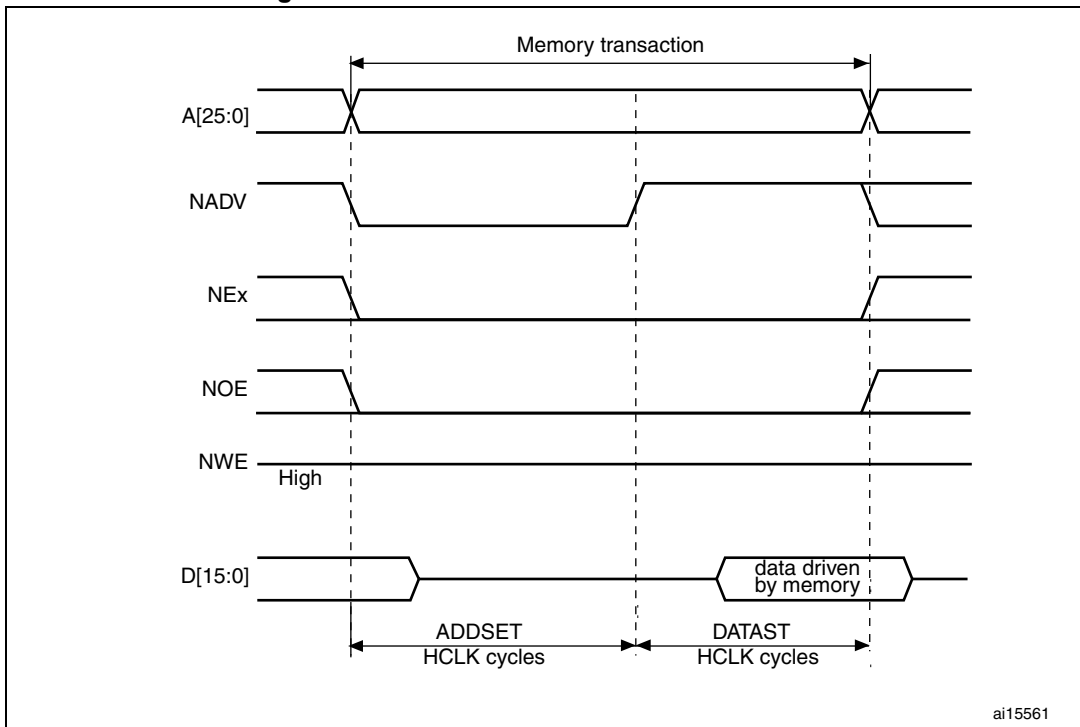 Memory transaction
A[25:0]
NADV
NEx
NOE
NWE
High
D[15:0]
data driven
by memory
ADDSET
HCLK cycles
DATAST
HCLK cycles
ai15561